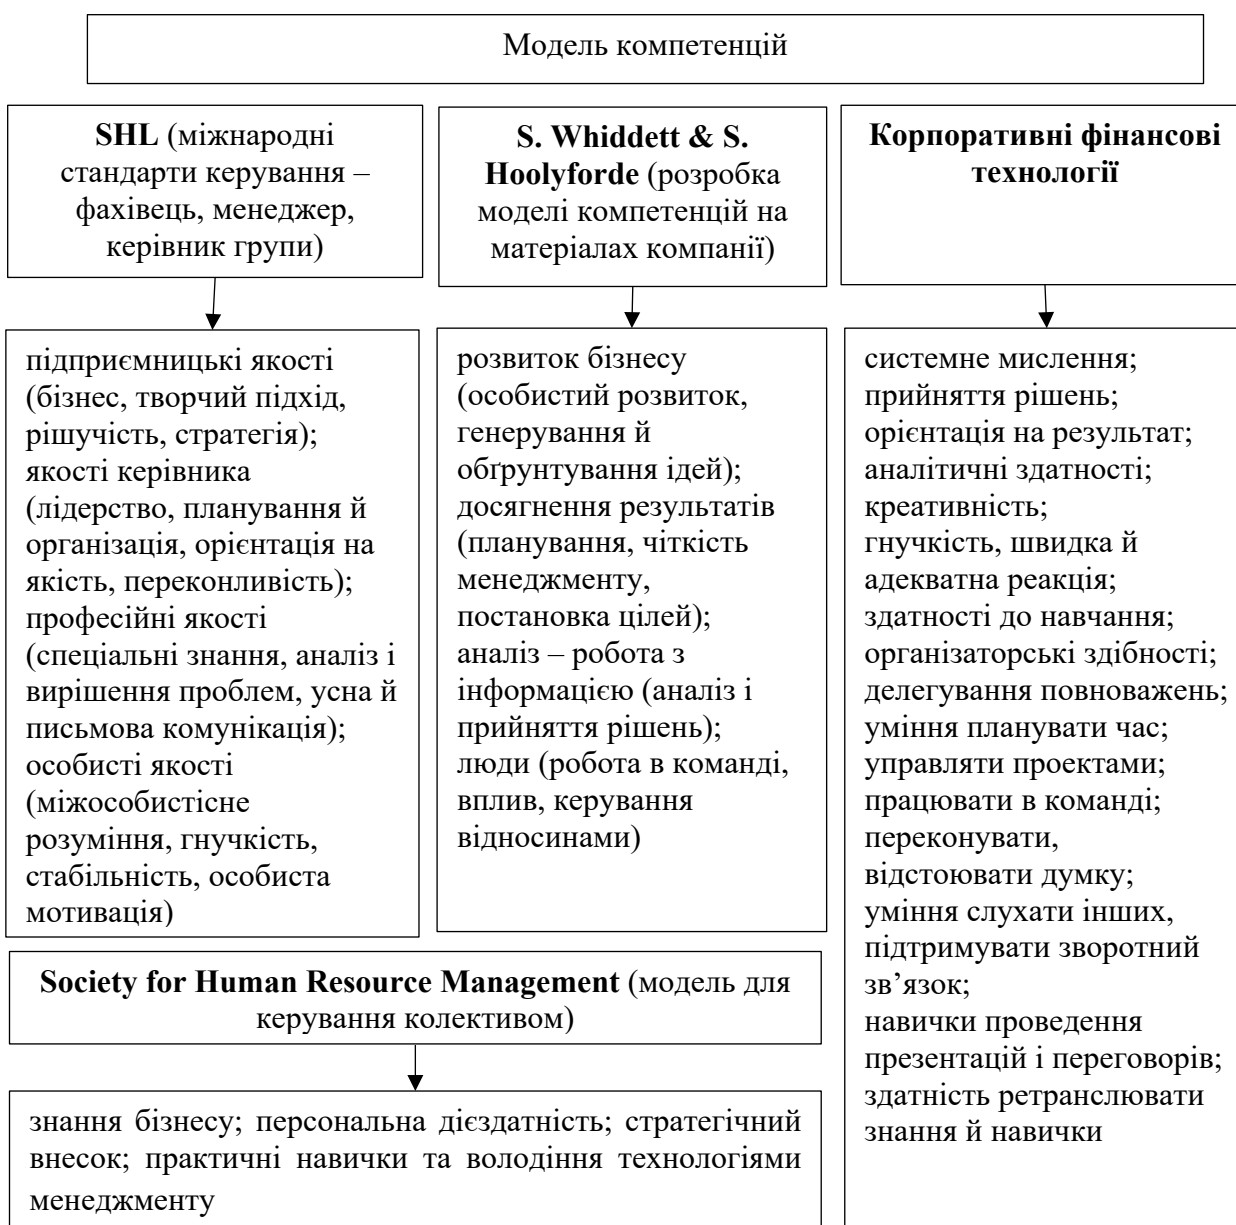 Модель компетенцій
SHL (міжнародні
стандарти керування –
фахівець, менеджер,
керівник групи)
S. Whiddett & S.
Hoolyforde (розробка
моделі компетенцій на
матеріалах компанії)
Корпоративні фінансові
технології
підприємницькі якості
(бізнес, творчий підхід,
рішучість, стратегія);
якості керівника
(лідерство, планування й
організація, орієнтація на
якість, переконливість);
професійні якості
(спеціальні знання, аналіз і
вирішення проблем, усна й
письмова комунікація);
особисті якості
(міжособистісне
розуміння, гнучкість,
стабільність, особиста
мотивація)
розвиток бізнесу
(особистий розвиток,
генерування й
обґрунтування ідей);
досягнення результатів
(планування, чіткість
менеджменту,
постановка цілей);
аналіз – робота з
інформацією (аналіз і
прийняття рішень);
люди (робота в команді,
вплив, керування
відносинами)
системне мислення;
прийняття рішень;
орієнтація на результат;
аналітичні здатності;
креативність;
гнучкість, швидка й
адекватна реакція;
здатності до навчання;
організаторські здібності;
делегування повноважень;
уміння планувати час;
управляти проектами;
працювати в команді;
переконувати,
відстоювати думку;
уміння слухати інших,
підтримувати зворотний
зв’язок;
навички проведення
презентацій і переговорів;
здатність ретранслювати
знання й навички
Society for Human Resource Management (модель для
керування колективом)
знання бізнесу; персональна дієздатність; стратегічний
внесок; практичні навички та володіння технологіями
менеджменту